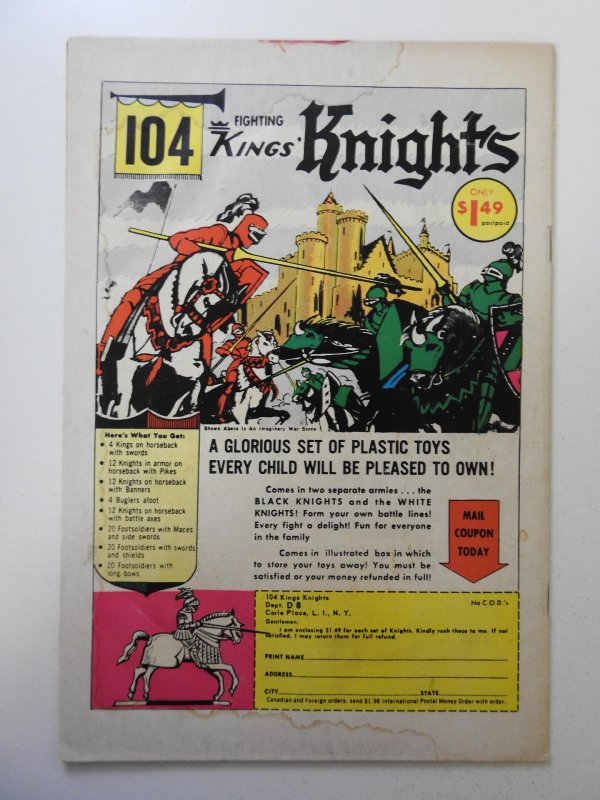 104
FIGHTING
KINGS' Knights
ONLY
$1.49
postpaid
Shown Above Is An Imaginary War Scene
Here's What You Get:
• 4 Kings on horseback
with swords
• 12 Knights in armor on
horseback with Pikes
• 12 Knights on horseback
with Banners
• 4 Buglers afoot
• 12 Knights on horseback
with battle axes
• 20 Footsoldiers with Maces
and side swords
• 20 Footsoldiers with swords
and shields
• 20 Footsoldiers with
long bows
A GLORIOUS SET OF PLASTIC TOYS
EVERY CHILD WILL BE PLEASED TO OWN!
Comes in two separate armies . . . the
BLACK KNIGHTS and the WHITE
KNIGHTS! Form your own battle lines!
Every fight a delight! Fun for everyone
in the family
Comes in illustrated box in which
to store your toys away! You must be
satisfied or your money refunded in full!
MAIL
COUPON
TODAY
104 Kings Knights
Dept. D 8
Carle Place, L. I., N. Y.
No C.O.D.'s
Gentlemen:
I am enclosing $1.49 for each set of Knights. Kindly rush these to me. If not
satisfied, I may return them for full refund.
PRINT NAME
ADDRESS
CITY STATE
Canadian and Foreign orders: send $1.98 International Postal Money Order with order.